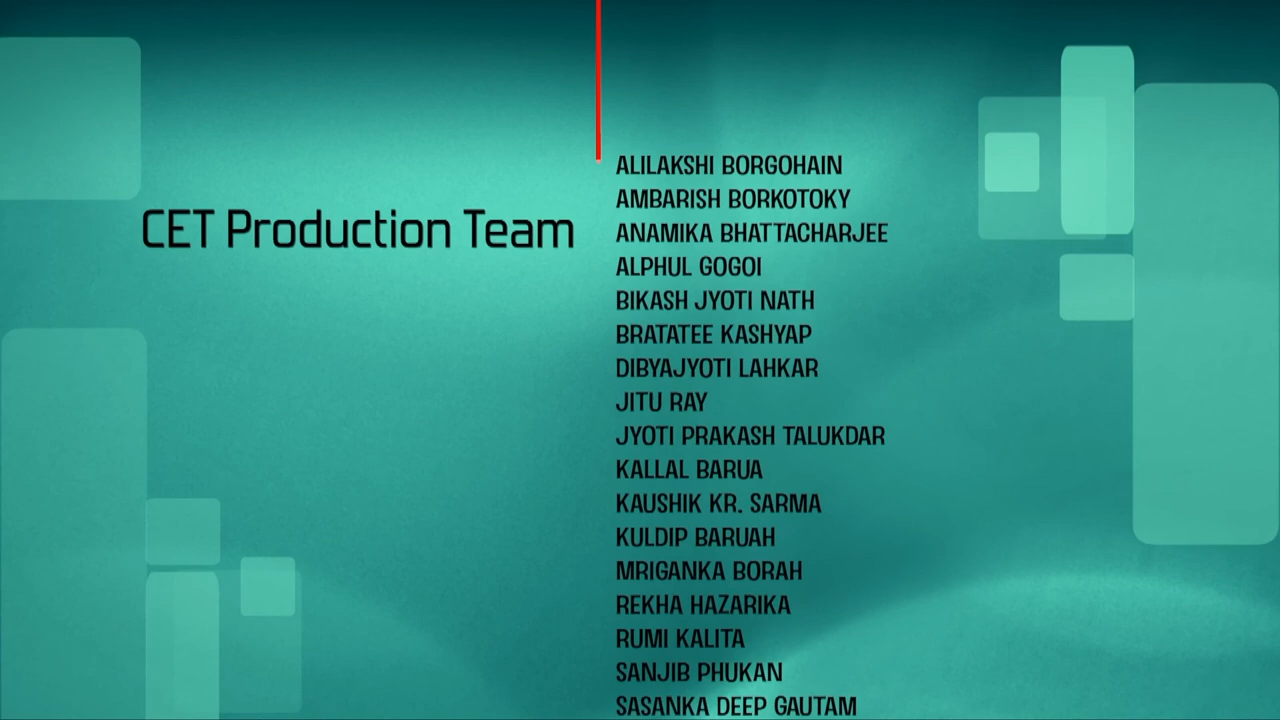 CET Production Team
ALILAKSHI BORGOHAIN
AMBARISH BORKOTOKY
ANAMIKA BHATTACHARJEE
ALPHUL GOGOI
BIKASH JYOTI NATH
BRATATEE KASHYAP
DIBYAJYOTI LAHKAR
JITU RAY
JYOTI PRAKASH TALUKDAR
KALLAL BARUA
KAUSHIK KR. SARMA
KULDIP BARUAH
MRIGANKA BORAH
REKHA HAZARIKA
RUMI KALITA
SANJIB PHUKAN
SASANKA DEEP GAUTAM